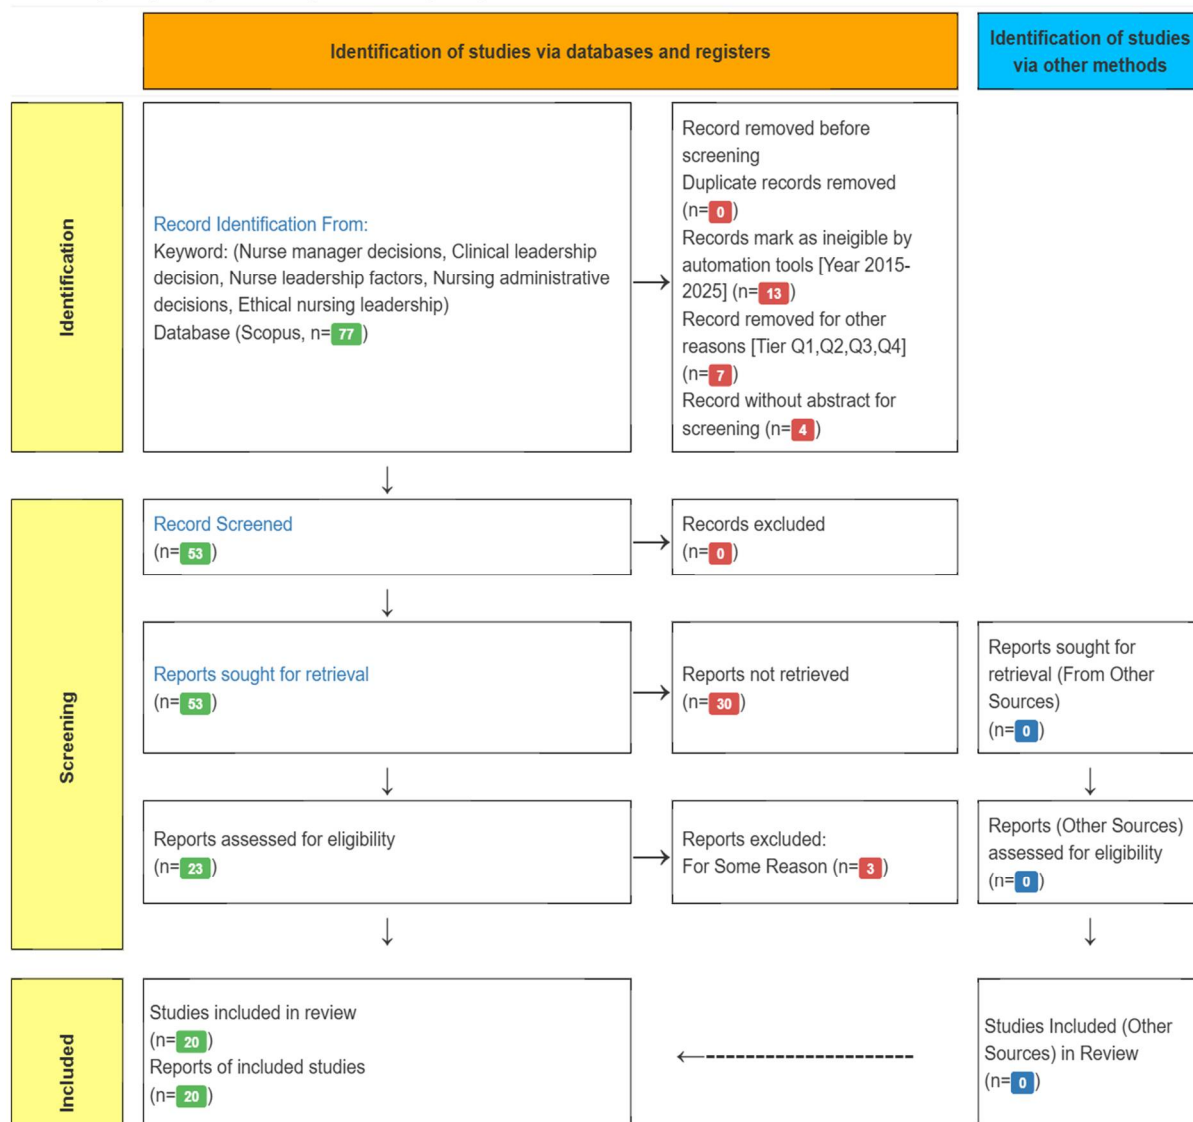 Identification of studies via databases and registers
Identification of studies
via other methods
Identification
Record Identification From:
Keyword: (Nurse manager decisions, Clinical leadership
decision, Nurse leadership factors, Nursing administrative
decisions, Ethical nursing leadership)
Database (Scopus, n= 77 )
Record removed before
screening
Duplicate records removed
(n= 0 )
Records mark as ineigible by
automation tools [Year 2015-
2025] (n= 13 )
Record removed for other
reasons [Tier Q1,Q2,Q3,Q4]
(n= 7 )
Record without abstract for
screening (n= 4 )
Screening
Record Screened
(n= 53 )
Records excluded
(n= 0 )
Reports sought for retrieval
(n= 53 )
Reports not retrieved
(n= 30 )
Reports sought for
retrieval (From Other
Sources)
(n= 0 )
Reports assessed for eligibility
(n= 23 )
Reports excluded:
For Some Reason (n= 3 )
Reports (Other Sources)
assessed for eligibility
(n= 0 )
Included
Studies included in review
(n= 20 )
Reports of included studies
(n= 20 )
Studies Included (Other
Sources) in Review
(n= 0 )